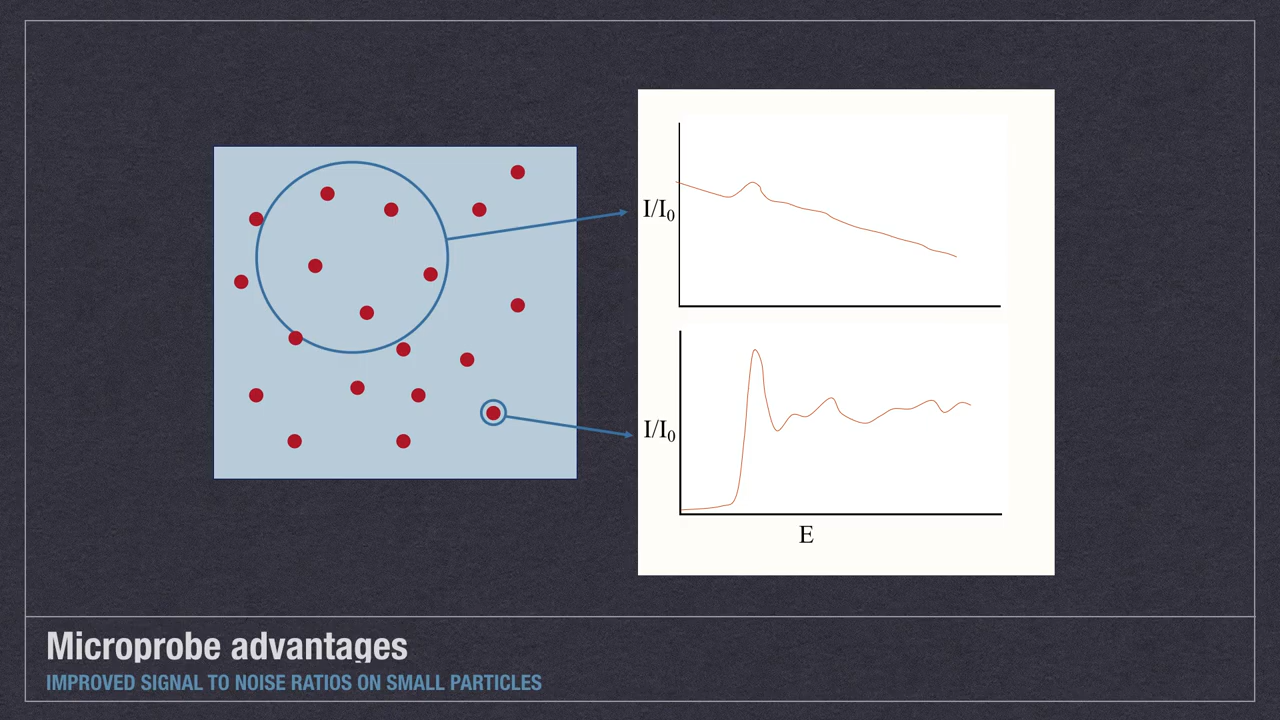 I/I₀
I/I₀
E
Microprobe advantages
IMPROVED SIGNAL TO NOISE RATIOS ON SMALL PARTICLES